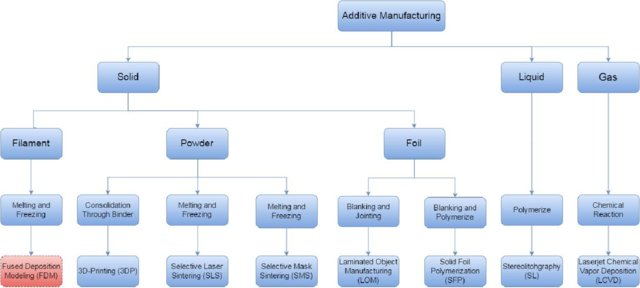 Additive Manufacturing
Solid
Liquid
Gas
Filament
Powder
Foil
Melting and
Freezing
Consolidation
Through Binder
Melting and
Freezing
Melting and
Freezing
Blanking and
Jointing
Blanking and
Polymerize
Polymerize
Chemical
Reaction
Fused Deposition
Modeling (FDM)
3D-Printing (3DP)
Selective Laser
Sintering (SLS)
Selective Mask
Sintering (SMS)
Laminated Object
Manufacturing
(LOM)
Solid Foil
Polymerization
(SFP)
Stereolitohgraphy
(SL)
Laserjet Chemical
Vapor Deposition
(LCVD)